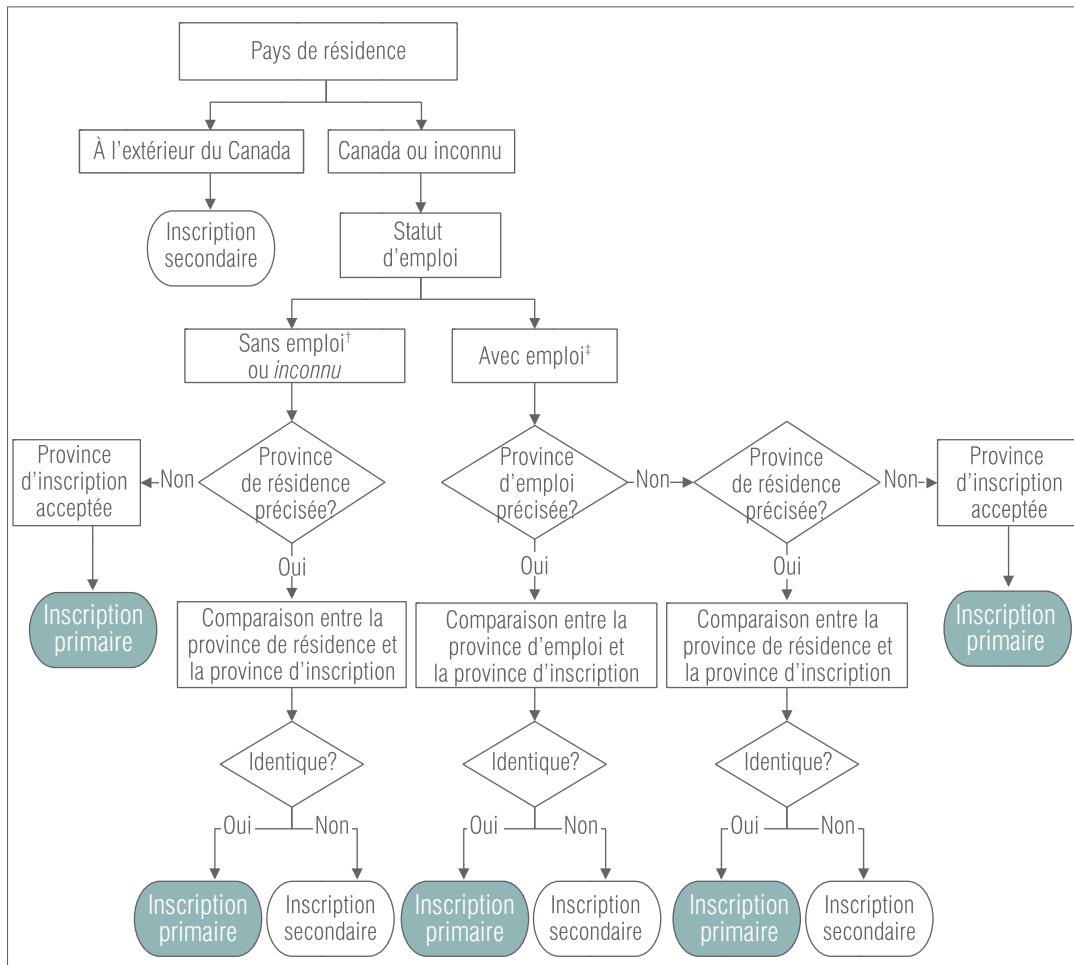 Pays de résidence
À l'extérieur du Canada
Canada ou inconnu
Inscription
secondaire
Statut
d'emploi
Sans emploi†
ou inconnu
Avec emploi‡
Province
d'inscription
acceptée
Non
Province
de résidence
précisée?
Province
d'emploi
précisée?
Non
Province
de résidence
précisée?
Non
Province
d'inscription
acceptée
Oui
Oui
Oui
Inscription
primaire
Comparaison entre la
province de résidence et
la province d'inscription
Comparaison entre la
province d'emploi et
la province d'inscription
Comparaison entre la
province de résidence et
la province d'inscription
Inscription
primaire
Identique?
Identique?
Identique?
Oui
Non
Oui
Non
Oui
Non
Inscription
primaire
Inscription
secondaire
Inscription
primaire
Inscription
secondaire
Inscription
primaire
Inscription
secondaire